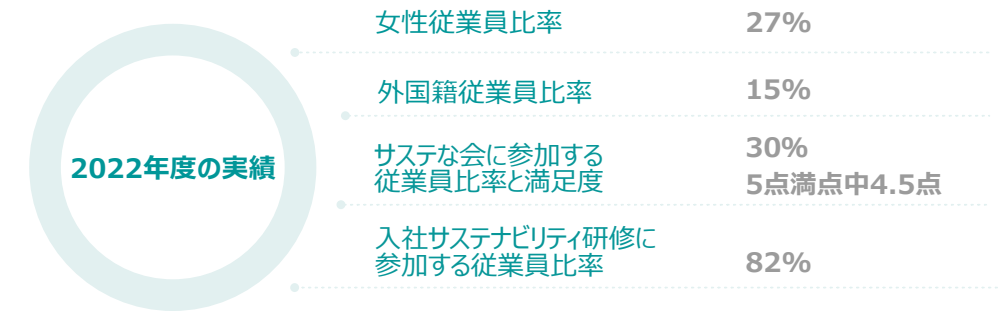 2022年度の実績
女性従業員比率 27%
外国籍従業員比率 15%
サステな会に参加する
従業員比率と満足度
30%
5点満点中4.5点
入社サステナビリティ研修に
参加する従業員比率 82%